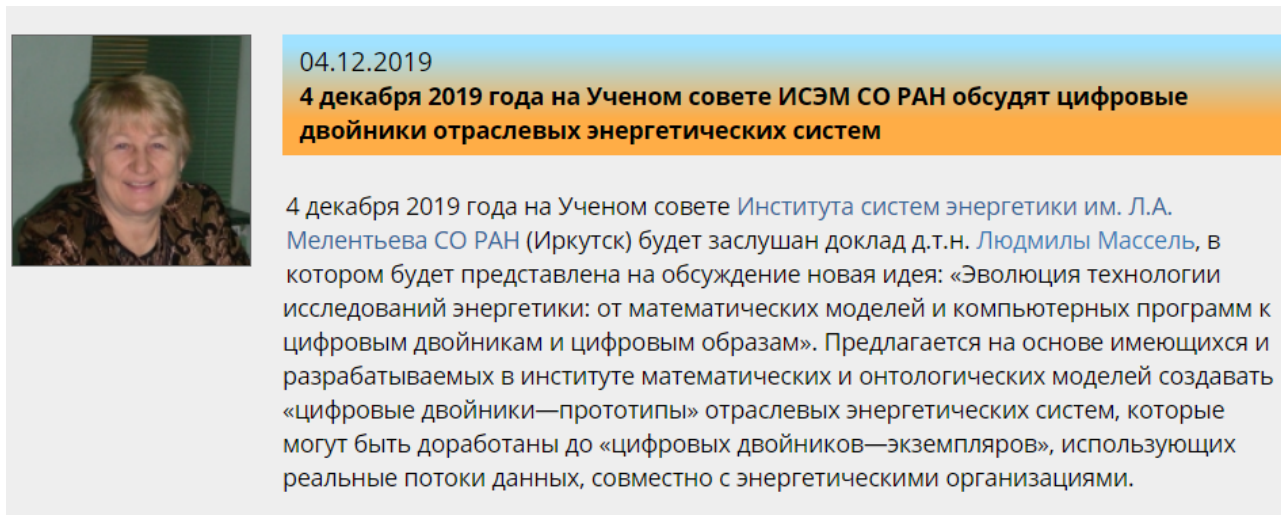 04.12.2019
4 декабря 2019 года на Ученом совете ИСЭМ СО РАН обсудят цифровые
двойники отраслевых энергетических систем
4 декабря 2019 года на Ученом совете Института систем энергетики им. Л.А.
Мелентьева СО РАН (Иркутск) будет заслушан доклад д.т.н. Людмилы Массель, в
котором будет представлена на обсуждение новая идея: «Эволюция технологии
исследований энергетики: от математических моделей и компьютерных программ к
цифровым двойникам и цифровым образам». Предлагается на основе имеющихся и
разрабатываемых в институте математических и онтологических моделей создавать
«цифровые двойники—прототипы» отраслевых энергетических систем, которые
могут быть доработаны до «цифровых двойников—экземпляров», использующих
реальные потоки данных, совместно с энергетическими организациями.